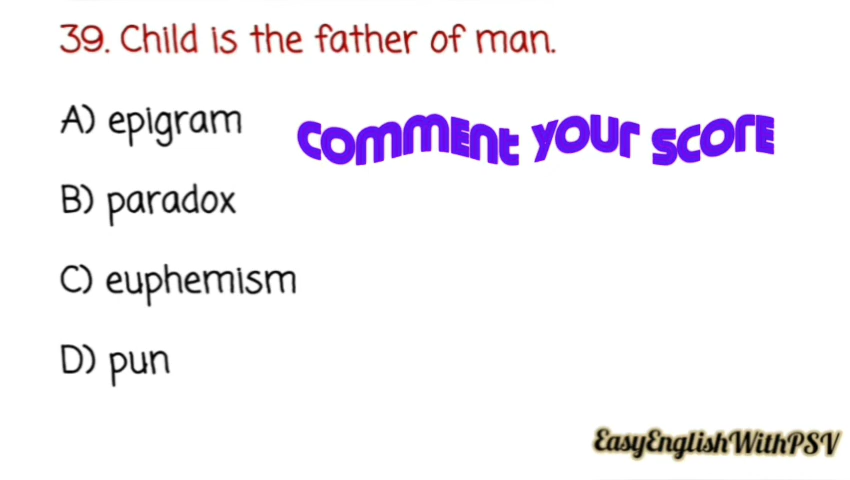 39. Child is the father of man.
A) epigram
comment your score
B) paradox
C) euphemism
D) pun
EasyEnglishWithPSV